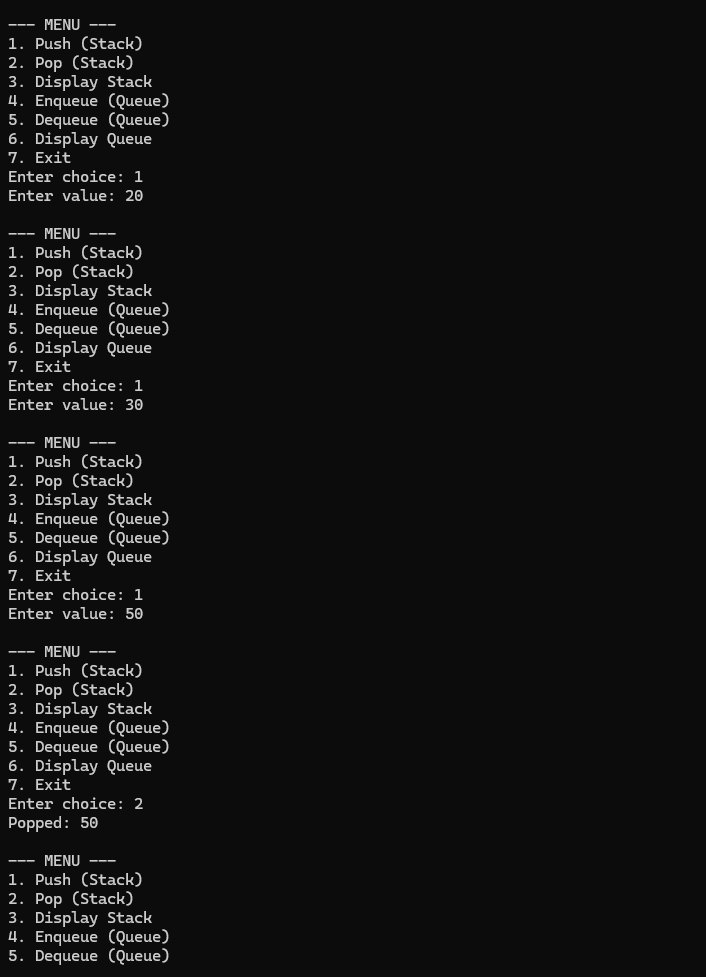 --- MENU ---
1. Push (Stack)
2. Pop (Stack)
3. Display Stack
4. Enqueue (Queue)
5. Dequeue (Queue)
6. Display Queue
7. Exit
Enter choice: 1
Enter value: 20
--- MENU ---
1. Push (Stack)
2. Pop (Stack)
3. Display Stack
4. Enqueue (Queue)
5. Dequeue (Queue)
6. Display Queue
7. Exit
Enter choice: 1
Enter value: 30
--- MENU ---
1. Push (Stack)
2. Pop (Stack)
3. Display Stack
4. Enqueue (Queue)
5. Dequeue (Queue)
6. Display Queue
7. Exit
Enter choice: 1
Enter value: 50
--- MENU ---
1. Push (Stack)
2. Pop (Stack)
3. Display Stack
4. Enqueue (Queue)
5. Dequeue (Queue)
6. Display Queue
7. Exit
Enter choice: 2
Popped: 50
--- MENU ---
1. Push (Stack)
2. Pop (Stack)
3. Display Stack
4. Enqueue (Queue)
5. Dequeue (Queue)